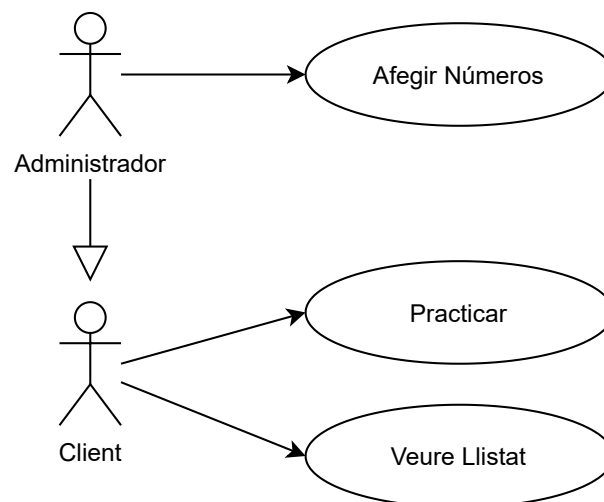 Afegir Números
Administrador
Practicar
Client
Veure Llistat